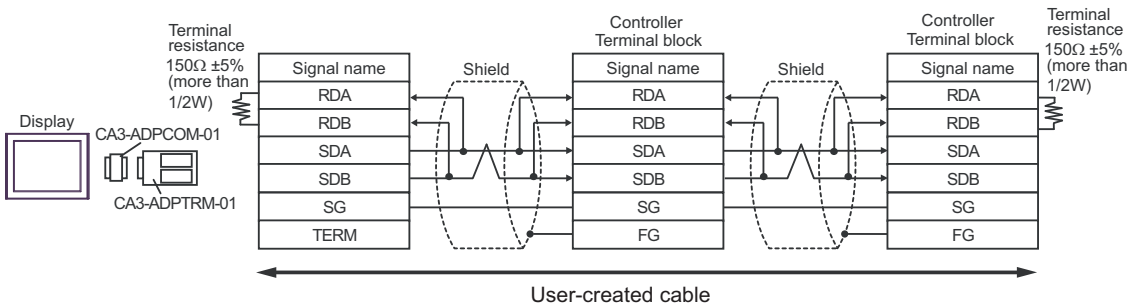 Terminal
resistance
150Ω ±5%
(more than
1/2W)
Controller
Terminal block
Controller
Terminal block
Terminal
resistance
150Ω ±5%
(more than
1/2W)
Display
CA3-ADPCOM-01
CA3-ADPTRM-01
Signal name
Shield
Signal name
Shield
Signal name
RDA
RDA
RDA
RDB
RDB
RDB
SDA
SDA
SDA
SDB
SDB
SDB
SG
SG
SG
TERM
FG
FG
User-created cable